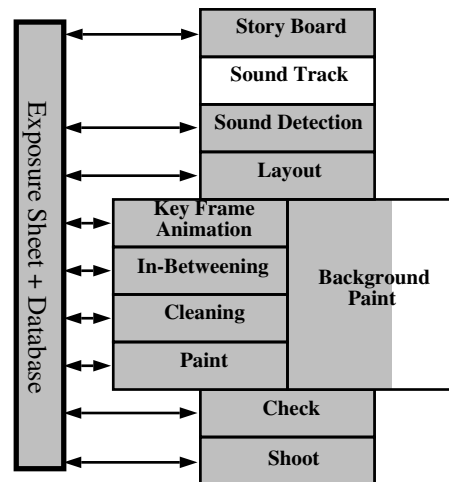 Exposure Sheet + Database
Story Board
Sound Track
Sound Detection
Layout
Key Frame
Animation
In-Betweening
Cleaning
Paint
Background
Paint
Check
Shoot